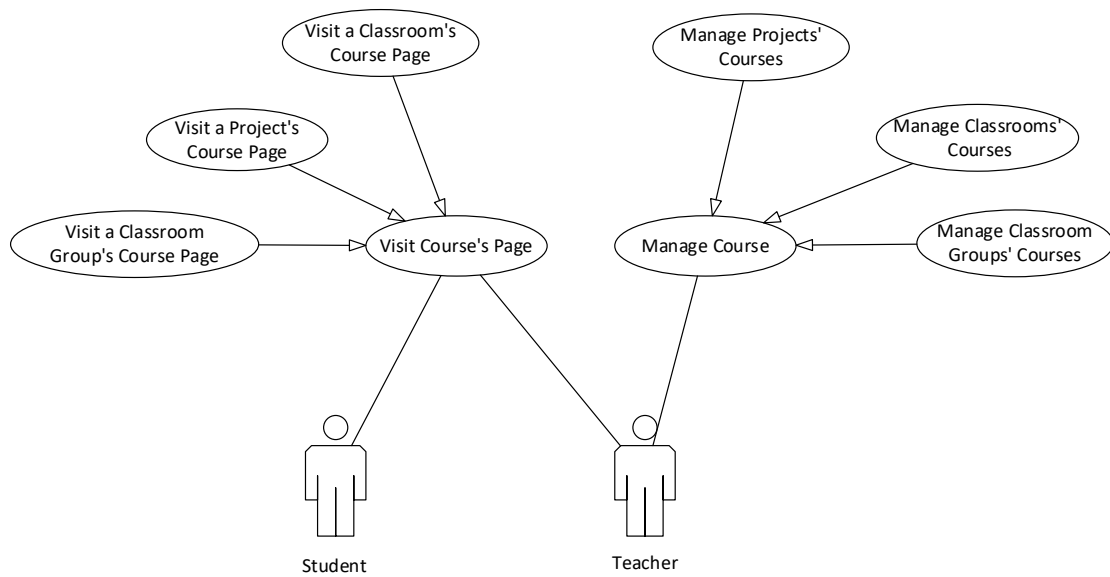 Visit a Classroom's
Course Page
Manage Projects'
Courses
Visit a Project's
Course Page
Manage Classrooms'
Courses
Visit a Classroom
Group's Course Page
Visit Course's Page
Manage Course
Manage Classroom
Groups' Courses
Student
Teacher